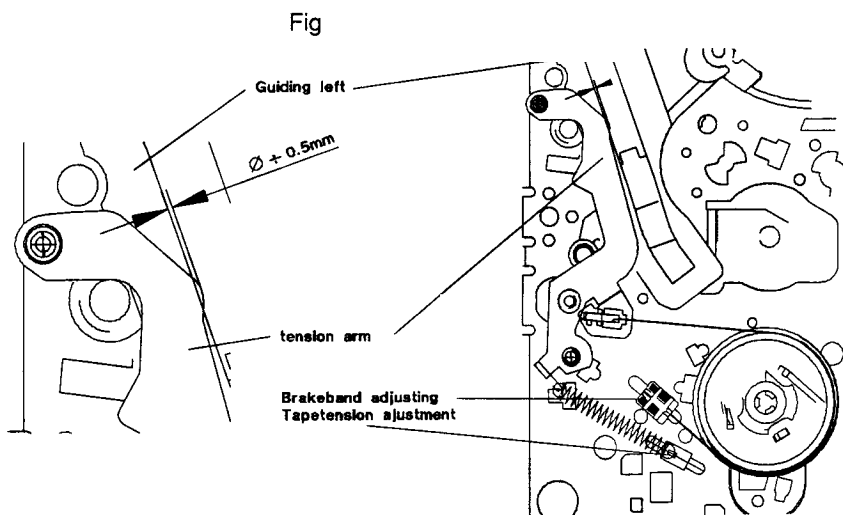 Fig
Guiding left
Ø + 0.5mm
tension arm
Brakeband adjusting
Tapetension ajustment